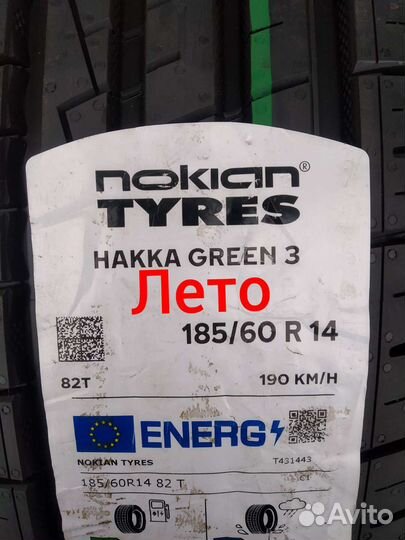 nokian®
TYRES
HAKKA GREEN 3
Лето
185/60 R 14
82T 190 KM/H
ENERG
NOKIAN TYRES T431443
185/60R14 82 T C1
Avito